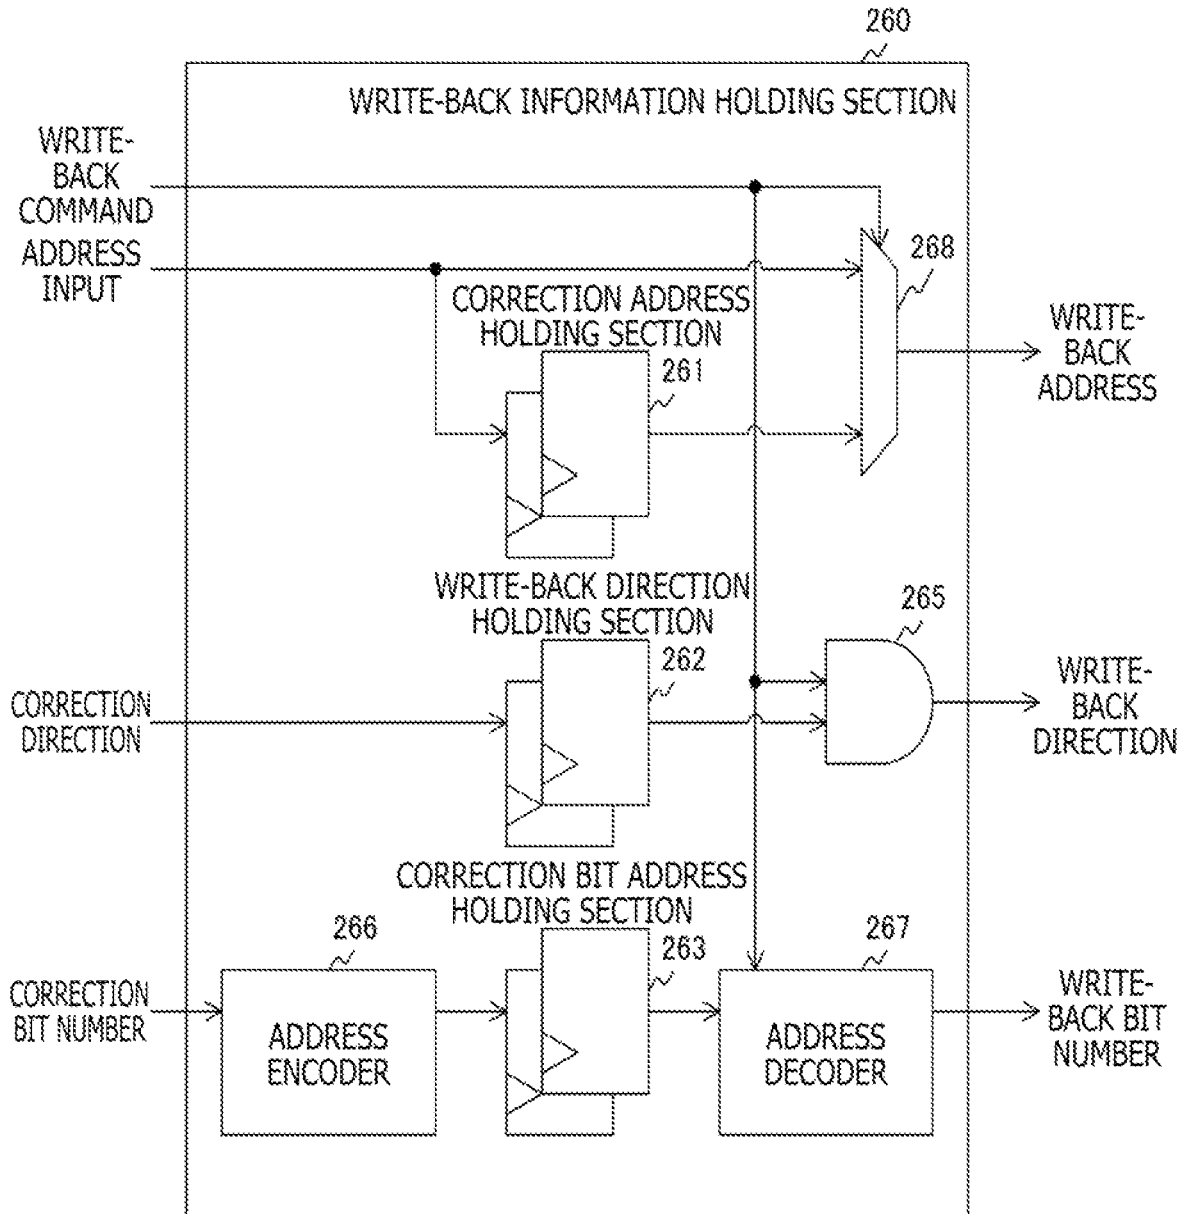 260
WRITE-BACK INFORMATION HOLDING SECTION
WRITE-
BACK
COMMAND
ADDRESS
INPUT
268
CORRECTION ADDRESS
HOLDING SECTION
261
WRITE-
BACK
ADDRESS
WRITE-BACK DIRECTION
HOLDING SECTION
262
265
CORRECTION
DIRECTION
WRITE-
BACK
DIRECTION
CORRECTION BIT ADDRESS
HOLDING SECTION
266
263
267
CORRECTION
BIT NUMBER
ADDRESS
ENCODER
ADDRESS
DECODER
WRITE-
BACK BIT
NUMBER